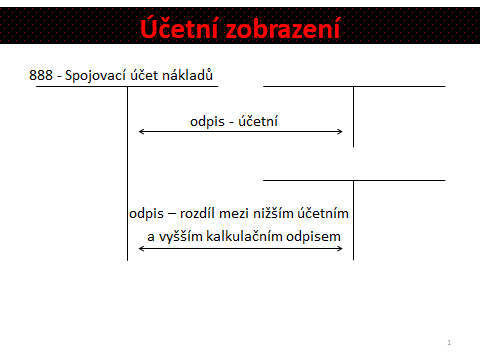 Účetní zobrazení
888 - Spojovací účet nákladů
odpis - účetní
odpis – rozdíl mezi nižším účetním
a vyšším kalkulačním odpisem
1